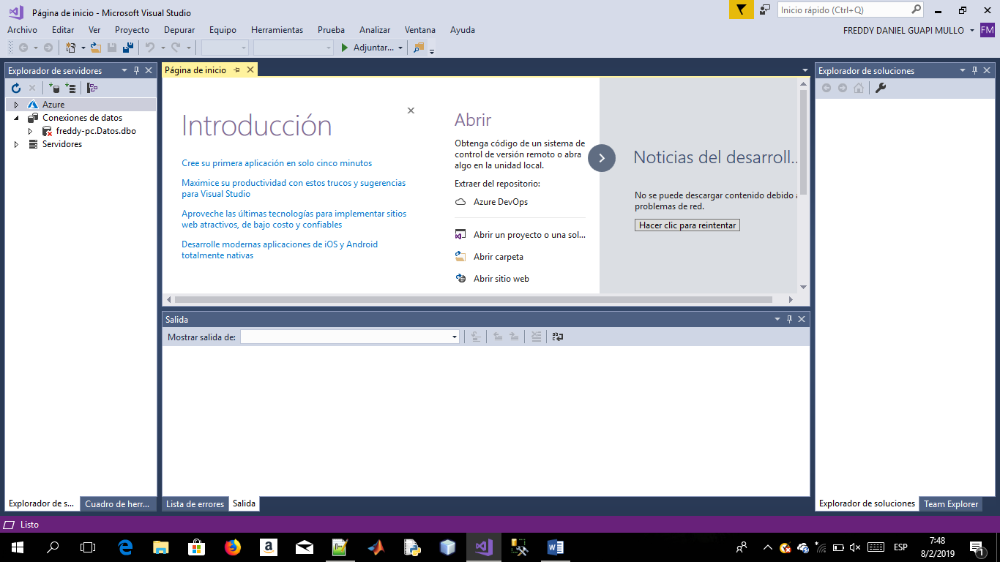 Página de inicio - Microsoft Visual Studio
Inicio rápido (Ctrl+Q)
Archivo Editar Ver Proyecto Depurar Equipo Herramientas Prueba Analizar Ventana Ayuda
FREDDY DANIEL GUAPI MULLO FM
Adjuntar...
Explorador de servidores
Azure
Conexiones de datos
freddy-pc.Datos.dbo
Servidores
Explorador de s...
Cuadro de herr...
Página de inicio
Introducción
Cree su primera aplicación en solo cinco minutos
Maximice su productividad con estos trucos y sugerencias
para Visual Studio
Aproveche las últimas tecnologías para implementar sitios
web atractivos, de bajo costo y confiables
Desarrolle modernas aplicaciones de iOS y Android
totalmente nativas
Abrir
Obtenga código de un sistema de
control de versión remoto o abra
algo en la unidad local.
Extraer del repositorio:
Azure DevOps
Abrir un proyecto o una sol...
Abrir carpeta
Abrir sitio web
Noticias del desarroll...
No se puede descargar contenido debido a
problemas de red.
Hacer clic para reintentar
Salida
Mostrar salida de:
Lista de errores
Salida
Explorador de soluciones
Explorador de soluciones
Team Explorer
Listo
ESP
7:48
8/2/2019
1